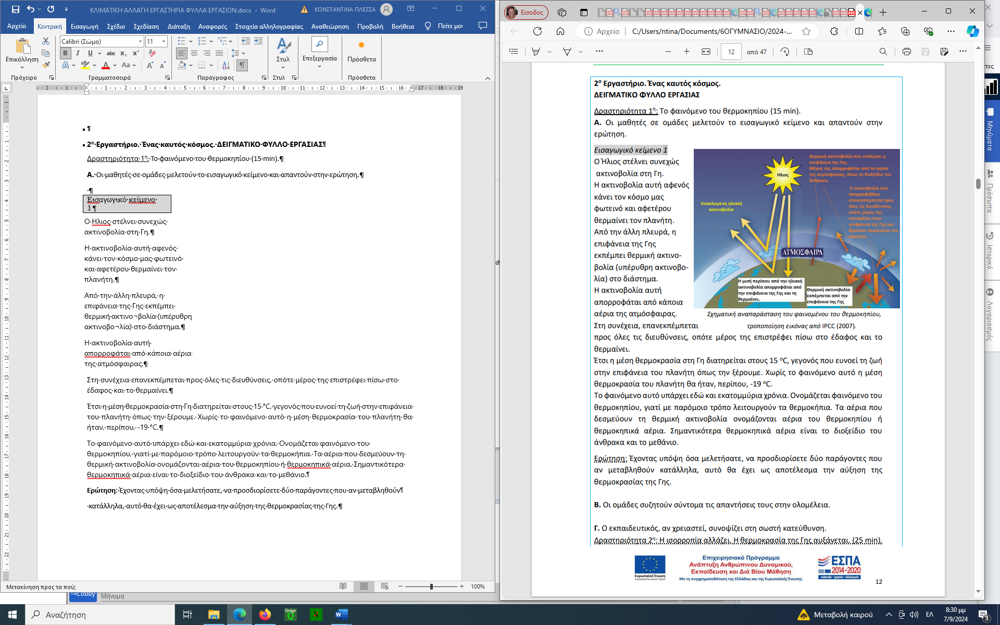 ΚΛΙΜΑΤΙΚΗ ΑΛΛΑΓΗ ΕΡΓΑΣΤΗΡΙΑ ΦΥΛΛΑ ΕΡΓΑΣΙΩΝ.docx - Word
ΚΩΝΣΤΑΝΤΙΝΑ ΠΛΕΣΣΑ
Αρχείο Κεντρική Εισαγωγή Σχέδιο Σχεδίαση Διάταξη Αναφορές Στοιχεία αλληλογραφίας Αναθεώρηση Προβολή Βοήθεια Πείτε μου
Calibri (Σώμα) 11
Επικόλληση
Στυλ
Επεξεργασία
Πρόσθετα
Πρόχειρο Γραμματοσειρά Παράγραφος Στυλ Πρόσθετα
¶
2ο·Εργαστήριο.·Ένας·καυτός·κόσμος.·ΔΕΙΓΜΑΤΙΚΟ·ΦΥΛΛΟ·ΕΡΓΑΣΙΑΣ¶
Δραστηριότητα·1η:·Το·φαινόμενο·του·θερμοκηπίου·(15·min).¶
Α.·Οι·μαθητές·σε·ομάδες·μελετούν·το·εισαγωγικό·κείμενο·και·απαντούν·στην·ερώτηση.¶
·¶
Εισαγωγικό·κείμενο·
1¶
Ο·Ηλιος·στέλνει·συνεχώς·
ακτινοβολία·στη·Γη.¶
Η·ακτινοβολία·αυτή·αφενός·
κάνει·τον·κόσμο·μας·φωτεινό·
και·αφετέρου·θερμαίνει·τον·
πλανήτη.¶
Από·την·άλλη·πλευρά,·η·
επιφάνεια·της·Γης·εκπέμπει·
θερμική·ακτινο¬βολία·(υπέρυθρη
ακτινοβο¬λία)·στο·διάστημα.¶
Η·ακτινοβολία·αυτή·
απορροφάται·από·κάποια·αέρια·
της·ατμόσφαιρας.¶
Στη·συνέχεια·επανεκπέμπεται·προς·όλες·τις·διευθύνσεις,·οπότε·μέρος·της·επιστρέφει·πίσω·στο·
έδαφος·και·το·θερμαίνει.¶
Έτσι·η·μέση·θερμοκρασία·στη·Γη·διατηρείται·στους·15·°C,·γεγονός·που·ευνοεί·τη·ζωή·στην·επιφάνεια·
του·πλανήτη·όπως·την·ξέρουμε.·Χωρίς·το·φαινόμενο·αυτό·η·μέση·θερμοκρασία·του·πλανήτη·θα·
ήταν,·περίπου,·-19·°C.¶
Το·φαινόμενο·αυτό·υπάρχει·εδώ·και·εκατομμύρια·χρόνια.·Ονομάζεται·φαινόμενο·του·
θερμοκηπίου,·γιατί·με·παρόμοιο·τρόπο·λειτουργούν·τα·θερμοκήπια.·Τα·αέρια·που·δεσμεύουν·τη·
θερμική·ακτινοβολία·ονομάζονται·αέρια·του·θερμοκηπίου·ή·θερμοκηπικά·αέρια.·Σημαντικότερα·
θερμοκηπικά·αέρια·είναι·το·διοξείδιο·του·άνθρακα·και·το·μεθάνιο.¶
Ερώτηση:·Έχοντας·υπόψη·όσα·μελετήσατε,·να·προσδιορίσετε·δύο·παράγοντες·που·αν·μεταβληθούν¶
·κατάλληλα,·αυτό·θα·έχει·ως·αποτέλεσμα·την·αύξηση·της·θερμοκρασίας·της·Γης.¶
Μετακίνηση προς τα πού;
100%
Lobby
Μήνυμα
Είσοδος
Αρχείο C:/Users/ntina/Documents/6ΟΓΥΜΝΑΣΙΟ/2024-...
12 από 47
2ο Εργαστήριο. Ένας καυτός κόσμος.
ΔΕΙΓΜΑΤΙΚΟ ΦΥΛΛΟ ΕΡΓΑΣΙΑΣ
Δραστηριότητα 1η: Το φαινόμενο του θερμοκηπίου (15 min).
Α. Οι μαθητές σε ομάδες μελετούν το εισαγωγικό κείμενο και απαντούν στην
ερώτηση.
Εισαγωγικό κείμενο 1
Ο Ήλιος στέλνει συνεχώς
ακτινοβολία στη Γη.
Η ακτινοβολία αυτή αφενός
κάνει τον κόσμο μας
φωτεινό και αφετέρου
θερμαίνει τον πλανήτη.
Από την άλλη πλευρά, η
επιφάνεια της Γης
εκπέμπει θερμική ακτινο-
βολία (υπέρυθρη ακτινοβο-
λία) στο διάστημα.
Η ακτινοβολία αυτή
απορροφάται από κάποια
αέρια της ατμόσφαιρας.
Στη συνέχεια, επανεκπέμπεται
Ηλιος
Θερμική ακτινοβολία που εκπέμπει η
επιφάνεια της Γης.
Μέρος της απορροφάται από τα αέρια
της ατμόσφαιρας, όπως το διοξείδιο του
άνθρακα.
Η ακτινοβολία που
απορροφήθηκε
επανεκπέμπεται προς
όλες τις διευθύνσεις,
οπότε μέρος της
επιστρέφει στην
επιφάνεια της Γης και
θρμαίνει περαιτέρω τον
πλανήτη.
Ανακλωμενη ηλιακή
ακτινοβολία
ΑΤΜΟΣΦΑΙΡΑ
Η μισή περίπου από την ηλιακή
ακτινοβολία απορροφάται από
την επιφάνεια της Γης και τη
θερμαίνει.
Θερμική ακτινοβολία
εκπέμπεται από την
επιφάνεια της Γης
Σχηματική αναπαράσταση του φαινομένου του θερμοκηπίου,
τροποποίηση εικόνας από IPCC (2007).
προς όλες τις διευθύνσεις, οπότε μέρος της επιστρέφει πίσω στο έδαφος και το
θερμαίνει.
Έτσι η μέση θερμοκρασία στη Γη διατηρείται στους 15 οC, γεγονός που ευνοεί τη ζωή
στην επιφάνεια του πλανήτη όπως την ξέρουμε. Χωρίς το φαινόμενο αυτό η μέση
θερμοκρασία του πλανήτη θα ήταν, περίπου, -19 οC.
Το φαινόμενο αυτό υπάρχει εδώ και εκατομμύρια χρόνια. Ονομάζεται φαινόμενο του
θερμοκηπίου, γιατί με παρόμοιο τρόπο λειτουργούν τα θερμοκήπια. Τα αέρια που
δεσμεύουν τη θερμική ακτινοβολία ονομάζονται αέρια του θερμοκηπίου ή
θερμοκηπικά αέρια. Σημαντικότερα θερμοκηπικά αέρια είναι το διοξείδιο του
άνθρακα και το μεθάνιο.
Ερώτηση: Έχοντας υπόψη όσα μελετήσατε, να προσδιορίσετε δύο παράγοντες που
αν μεταβληθούν κατάλληλα, αυτό θα έχει ως αποτέλεσμα την αύξηση της
θερμοκρασίας της Γης.
Β. Οι ομάδες συζητούν σύντομα τις απαντήσεις τους στην ολομέλεια.
Γ. Ο εκπαιδευτικός, αν χρειαστεί, συνοψίζει στη σωστή κατεύθυνση.
Δραστηριότητα 2η: Η ισορροπία αλλάζει. Η θερμοκρασία της Γης αυξάνεται. (25 min).
Ευρωπαϊκή Ένωση
Επιχειρησιακό Πρόγραμμα
Ανάπτυξη Ανθρώπινου Δυναμικού,
Εκπαίδευση και Διά Βίου Μάθηση
Με τη συγχρηματοδότηση της Ελλάδας και της Ευρωπαϊκής Ένωσης
ΕΣΠΑ
2014-2020
ανάπτυξη - εργασία - αλληλεγγύη
12
Μηνύματα
Πρόσωπα
Ιστορικό
Λογαριασμός
Αναζήτηση
Bridge
Μεταβολή καιρού
ΕΛ
8:30 μμ
7/9/2024
3